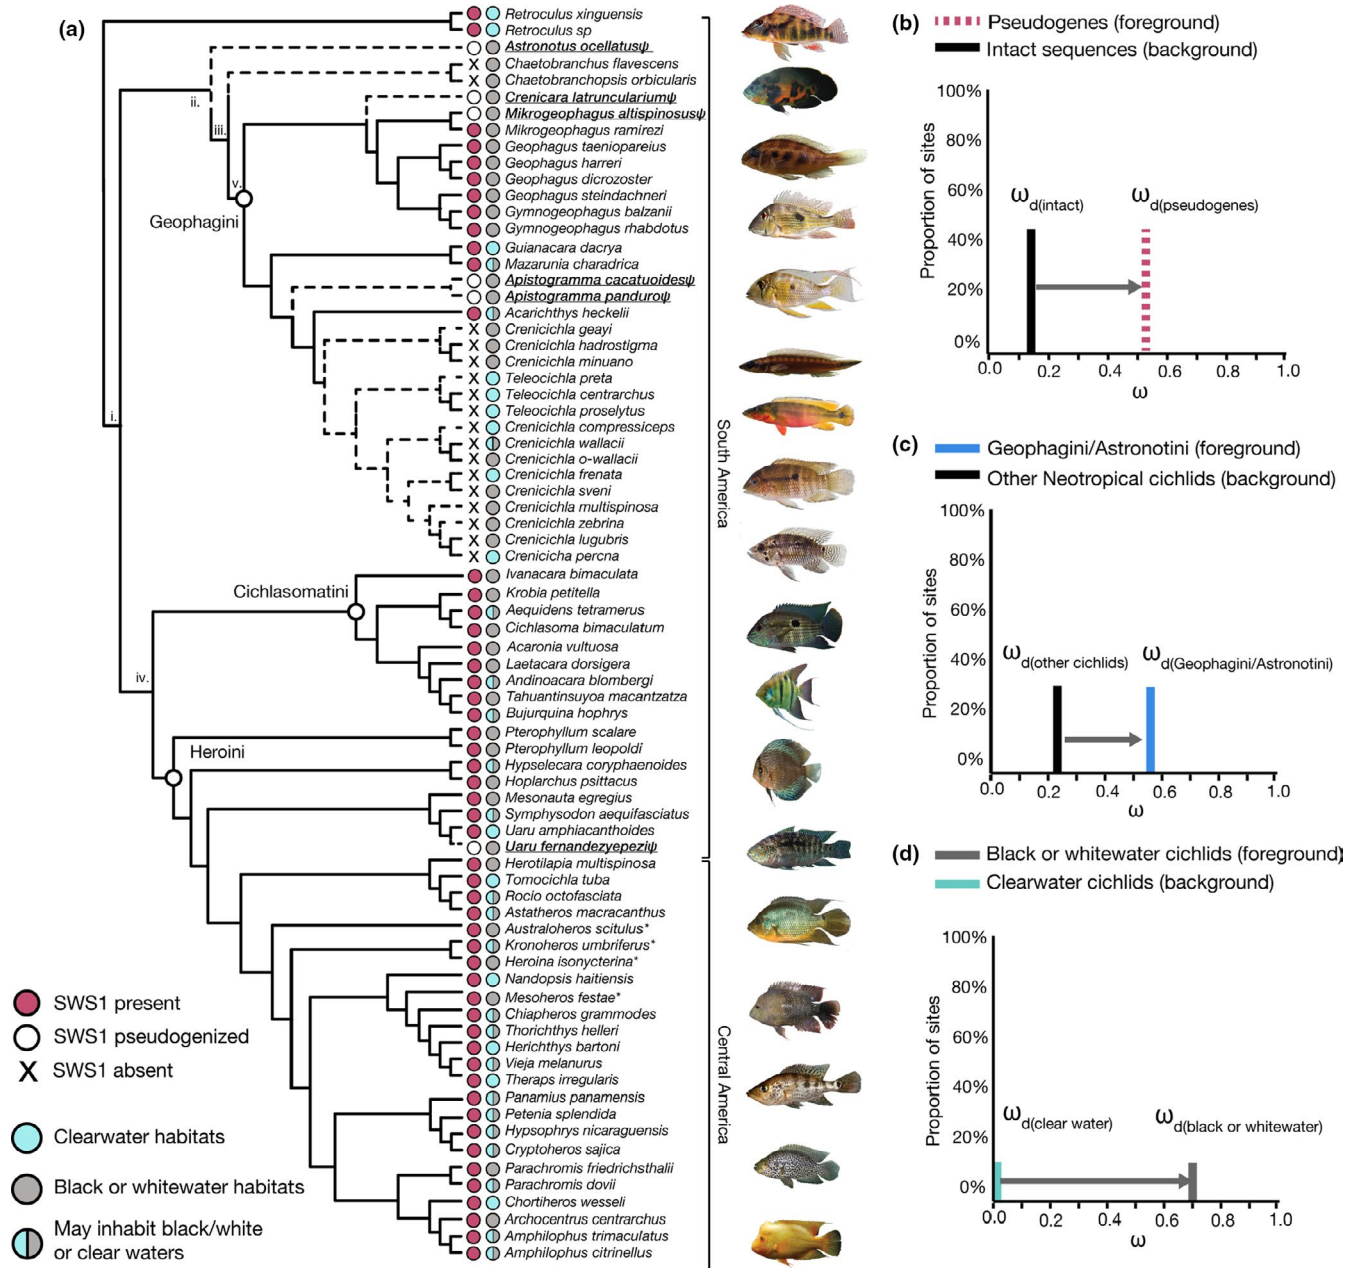 (a)
Retroculus xinguensis
Retroculus sp
Astronotus ocellatusψ
Chaetobranchus flavescens
Chaetobranchopsis orbicularis
Crenicara latrunculariumψ
Mikrogeophagus altispinosusψ
Mikrogeophagus ramirezi
Geophagus taeniopareius
Geophagus harreri
Geophagus dicrozoster
Geophagus steindachneri
Gymnogeophagus balzanii
Gymnogeophagus rhabdotus
Guianacara dacrya
Mazarunia charadrica
Apistogramma cacatuoidesψ
Apistogramma panduroψ
Acarichthys heckelii
Crenicichla geayi
Crenicichla hadrostigma
Crenicichla minuano
Teleocichla preta
Teleocichla centrarchus
Teleocichla proselytus
Crenicichla compressiceps
Crenicichla wallacii
Crenicichla o-wallacii
Crenicichla frenata
Crenicichla sveni
Crenicichla multispinosa
Crenicichla zebrina
Crenicichla lugubris
Crenicicha percna
Ivanacara bimaculata
Krobia petitella
Aequidens tetramerus
Cichlasoma bimaculatum
Acaronia vultuosa
Laetacara dorsigera
Andinoacara blombergi
Tahuantinsuyoa macantzatza
Bujurquina hophrys
Pterophyllum scalare
Pterophyllum leopoldi
Hypselecara coryphaenoides
Hoplarchus psittacus
Mesonauta egregius
Symphysodon aequifasciatus
Uaru amphiacanthoides
Uaru fernandezyepeziψ
Herotilapia multispinosa
Tomocichla tuba
Rocio octofasciata
Astatheros macracanthus
Australoheros scitulus*
Kronoheros umbriferus*
Heroina isonycterina*
Nandopsis haitiensis
Mesoheros festae*
Chiapheros grammodes
Thorichthys helleri
Herichthys bartoni
Vieja melanurus
Theraps irregularis
Panamius panamensis
Petenia splendida
Hypsophrys nicaraguensis
Cryptoheros sajica
Parachromis friedrichsthalii
Parachromis dovii
Chortiheros wesseli
Archocentrus centrarchus
Amphilophus trimaculatus
Amphilophus citrinellus
i.
ii.
iii.
v.
iv.
Geophagini
Cichlasomatini
Heroini
South America
Central America
SWS1 present
SWS1 pseudogenized
X SWS1 absent
Clearwater habitats
Black or whitewater habitats
May inhabit black/white
or clear waters
(b)
Pseudogenes (foreground)
Intact sequences (background)
Proportion of sites
100%
80%
60%
40%
20%
0%
ωd(intact)
ωd(pseudogenes)
0.0 0.2 0.4 0.6 0.8 1.0
ω
(c)
Geophagini/Astronotini (foreground)
Other Neotropical cichlids (background)
Proportion of sites
100%
80%
60%
40%
20%
0%
ωd(other cichlids)
ωd(Geophagini/Astronotini)
0.0 0.2 0.4 0.6 0.8 1.0
ω
(d)
Black or whitewater cichlids (foreground)
Clearwater cichlids (background)
Proportion of sites
100%
80%
60%
40%
20%
0%
ωd(clear water)
ωd(black or whitewater)
0.0 0.2 0.4 0.6 0.8 1.0
ω